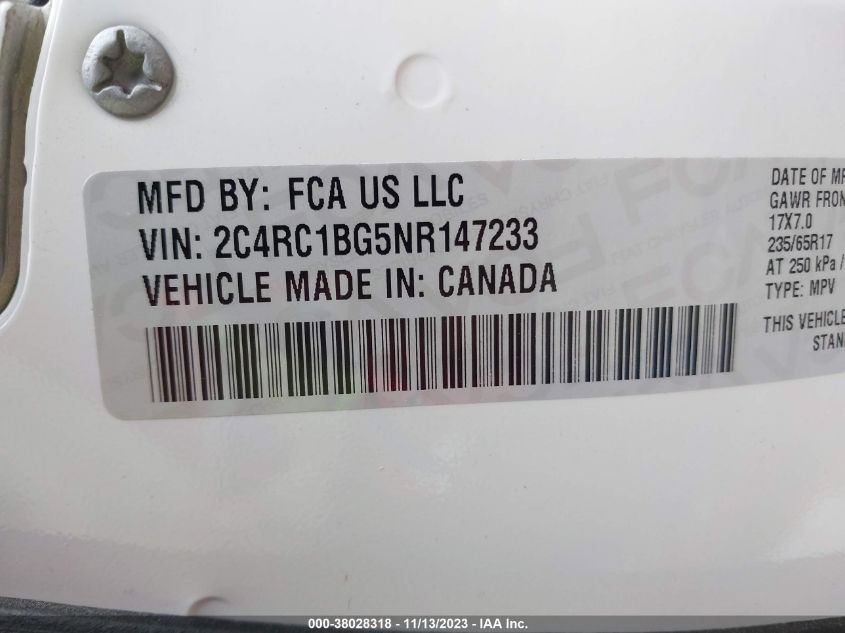 MFD BY: FCA US LLC
VIN: 2C4RC1BG5NR147233
VEHICLE MADE IN: CANADA
DATE OF
GAWR FRON
17X7.0
235/65R17
AT 250 kPa /
TYPE: MPV
THIS VEHICLE
STAN
000-38028318 - 11/13/2023 - IAA Inc.